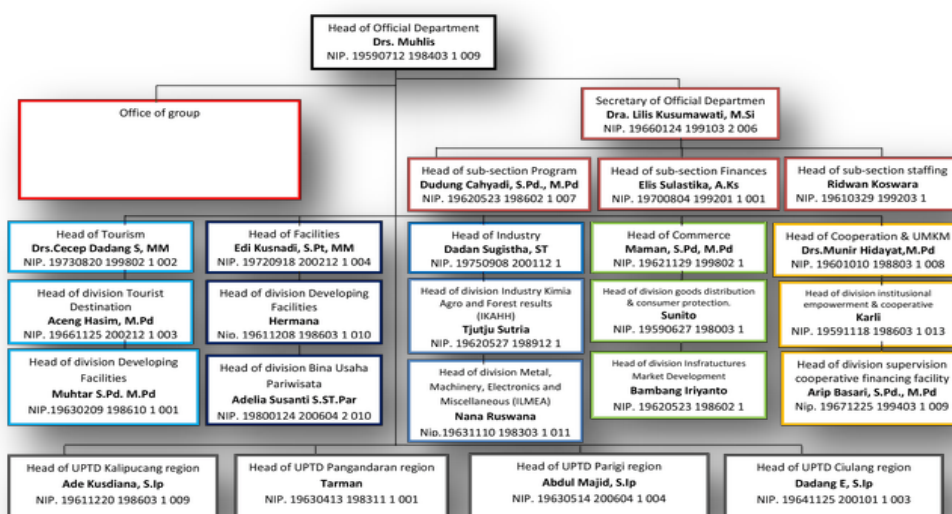 Head of Official Department
Drs. Muhlis
NIP. 19590712 198403 1 009
Office of group
Secretary of Official Departmen
Dra. Lilis Kusumawati, M.Si
NIP. 19660124 199103 2 006
Head of sub-section Program
Dudung Cahyadi, S.Pd., M.Pd
NIP. 19620523 198602 1 007
Head of sub-section Finances
Elis Sulastika, A.Ks
NIP. 19700804 199201 1 001
Head of sub-section staffing
Ridwan Koswara
NIP. 19610329 199203 1
Head of Tourism
Drs.Cecep Dadang S, MM
NIP. 19730820 199802 1 002
Head of Facilities
Edi Kusnadi, S.Pt, MM
NIP. 19720918 200212 1 004
Head of Industry
Dadan Sugistha, ST
NIP. 19750908 200112 1
Head of Commerce
Maman, S.Pd, M.Pd
NIP. 19621129 199802 1
Head of Cooperation & UMKM
Drs.Munir Hidayat,M.Pd
NIP. 19601010 198803 1 008
Head of division Tourist
Destination
Aceng Hasim, M.Pd
NIP. 19661125 200212 1 003
Head of division Developing
Facilities
Hermana
Nip. 19611208 198603 1 010
Head of division Industry Kimia
Agro and Forest results
(IKAHH)
Tjutju Sutria
NIP. 19620527 198912 1
Head of division goods distribution
& consumer protection.
Sunito
NIP. 19590627 198003 1
Head of division institutional
empowerment & cooperative
Karli
NIP. 19591118 198603 1 013
Head of division Developing
Facilities
Muhtar S.Pd. M.Pd
NIP.19630209 198610 1 001
Head of division Bina Usaha
Pariwisata
Adelia Susanti S.ST.Par
NIP. 19800124 200604 2 010
Head of division Metal,
Machinery, Electronics and
Miscellaneous (ILMEA)
Nana Ruswana
Nip.19631110 198303 1 011
Head of division Insfratuctures
Market Development
Bambang Iriyanto
NIP. 19620523 198602 1
Head of division supervision
cooperative financing facility
Arip Basari, S.Pd., M.Pd
Nip. 19671225 199403 1 009
Head of UPTD Kalipucang region
Ade Kusdiana, S.Ip
NIP. 19611220 198603 1 009
Head of UPTD Pangandaran region
Tarman
NIP. 19630413 198311 1 001
Head of UPTD Parigi region
Abdul Majid, S.Ip
NIP. 19630514 200604 1 004
Head of UPTD Ciulang region
Dadang E, S.Ip
NIP. 19641125 200101 1 003